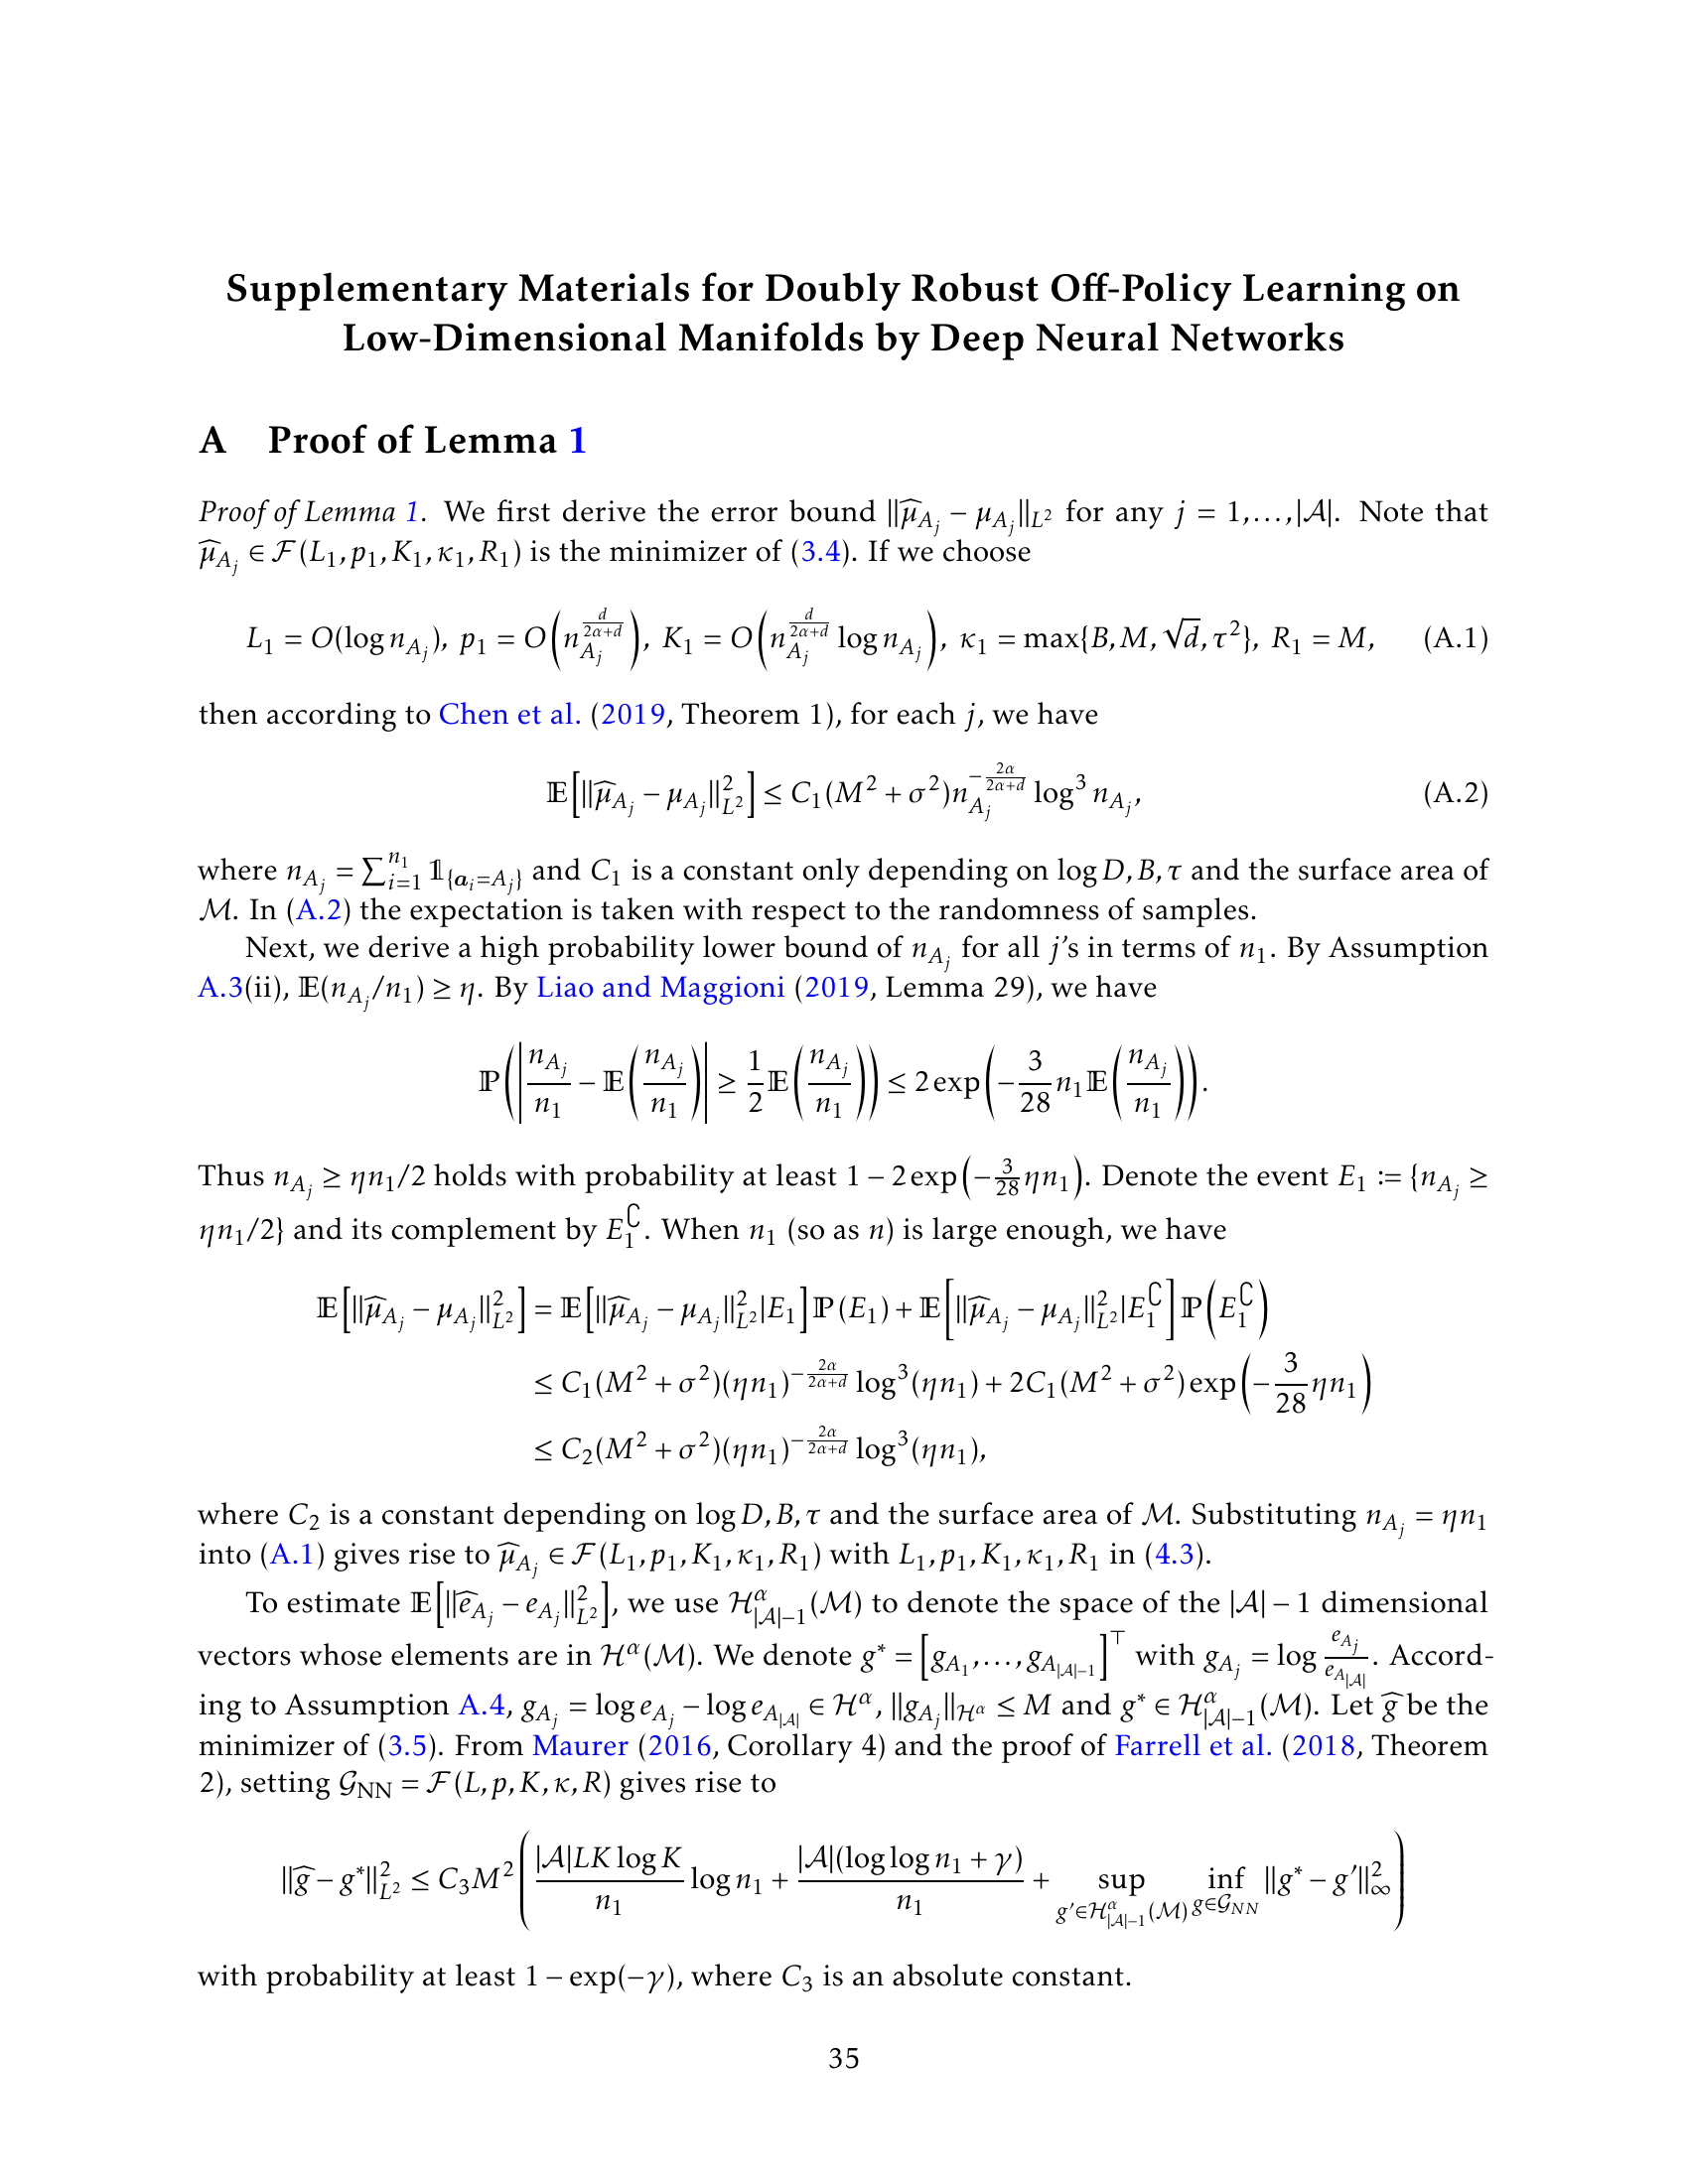 Supplementary Materials for Doubly Robust Off-Policy Learning on
Low-Dimensional Manifolds by Deep Neural Networks
A Proof of Lemma 1
Proof of Lemma 1. We first derive the error bound $\|\widehat{\mu}_{A_j} - \mu_{A_j}\|_{L^2}$ for any $j = 1,\ldots,|\mathcal{A}|$. Note that
$\widehat{\mu}_{A_j} \in \mathcal{F}(L_1, p_1, K_1, \kappa_1, R_1)$ is the minimizer of (3.4). If we choose
$L_1 = O(\log n_{A_j}),\ p_1 = O\left(n_{A_j}^{\frac{d}{2\alpha+d}}\right),\ K_1 = O\left(n_{A_j}^{\frac{d}{2\alpha+d}} \log n_{A_j}\right),\ \kappa_1 = \max\{B, M, \sqrt{d}, \tau^2\},\ R_1 = M,$ (A.1)
then according to Chen et al. (2019, Theorem 1), for each $j$, we have
$\mathbb{E}\left[\|\widehat{\mu}_{A_j} - \mu_{A_j}\|_{L^2}^2\right] \leq C_1(M^2 + \sigma^2) n_{A_j}^{-\frac{2\alpha}{2\alpha+d}} \log^3 n_{A_j},$ (A.2)
where $n_{A_j} = \sum_{i=1}^{n_1} \mathbb{1}_{\{\boldsymbol{a}_i = A_j\}}$ and $C_1$ is a constant only depending on $\log D, B, \tau$ and the surface area of
$\mathcal{M}$. In (A.2) the expectation is taken with respect to the randomness of samples.
Next, we derive a high probability lower bound of $n_{A_j}$ for all $j$'s in terms of $n_1$. By Assumption
A.3(ii), $\mathbb{E}(n_{A_j}/n_1) \geq \eta$. By Liao and Maggioni (2019, Lemma 29), we have
$\mathbb{P}\left(\left|\frac{n_{A_j}}{n_1} - \mathbb{E}\left(\frac{n_{A_j}}{n_1}\right)\right| \geq \frac{1}{2}\mathbb{E}\left(\frac{n_{A_j}}{n_1}\right)\right) \leq 2\exp\left(-\frac{3}{28} n_1 \mathbb{E}\left(\frac{n_{A_j}}{n_1}\right)\right).$
Thus $n_{A_j} \geq \eta n_1/2$ holds with probability at least $1 - 2\exp\left(-\frac{3}{28}\eta n_1\right)$. Denote the event $E_1 := \{n_{A_j} \geq$
$\eta n_1/2\}$ and its complement by $E_1^{\complement}$. When $n_1$ (so as $n$) is large enough, we have
$\mathbb{E}\left[\|\widehat{\mu}_{A_j} - \mu_{A_j}\|_{L^2}^2\right] = \mathbb{E}\left[\|\widehat{\mu}_{A_j} - \mu_{A_j}\|_{L^2}^2 | E_1\right] \mathbb{P}(E_1) + \mathbb{E}\left[\|\widehat{\mu}_{A_j} - \mu_{A_j}\|_{L^2}^2 | E_1^{\complement}\right] \mathbb{P}\left(E_1^{\complement}\right)$
$\leq C_1(M^2 + \sigma^2)(\eta n_1)^{-\frac{2\alpha}{2\alpha+d}} \log^3(\eta n_1) + 2C_1(M^2 + \sigma^2)\exp\left(-\frac{3}{28}\eta n_1\right)$
$\leq C_2(M^2 + \sigma^2)(\eta n_1)^{-\frac{2\alpha}{2\alpha+d}} \log^3(\eta n_1),$
where $C_2$ is a constant depending on $\log D, B, \tau$ and the surface area of $\mathcal{M}$. Substituting $n_{A_j} = \eta n_1$
into (A.1) gives rise to $\widehat{\mu}_{A_j} \in \mathcal{F}(L_1, p_1, K_1, \kappa_1, R_1)$ with $L_1, p_1, K_1, \kappa_1, R_1$ in (4.3).
To estimate $\mathbb{E}\left[\|\widehat{e}_{A_j} - e_{A_j}\|_{L^2}^2\right]$, we use $\mathcal{H}^{\alpha}_{|\mathcal{A}|-1}(\mathcal{M})$ to denote the space of the $|\mathcal{A}| - 1$ dimensional
vectors whose elements are in $\mathcal{H}^{\alpha}(\mathcal{M})$. We denote $g^* = \left[g_{A_1}, \ldots, g_{A_{|\mathcal{A}|-1}}\right]^{\top}$ with $g_{A_j} = \log \frac{e_{A_j}}{e_{A_{|\mathcal{A}|}}}$. Accord-
ing to Assumption A.4, $g_{A_j} = \log e_{A_j} - \log e_{A_{|\mathcal{A}|}} \in \mathcal{H}^{\alpha}, \|g_{A_j}\|_{\mathcal{H}^{\alpha}} \leq M$ and $g^* \in \mathcal{H}^{\alpha}_{|\mathcal{A}|-1}(\mathcal{M})$. Let $\widehat{g}$ be the
minimizer of (3.5). From Maurer (2016, Corollary 4) and the proof of Farrell et al. (2018, Theorem
2), setting $\mathcal{G}_{\mathrm{NN}} = \mathcal{F}(L, p, K, \kappa, R)$ gives rise to
$\|\widehat{g} - g^*\|_{L^2}^2 \leq C_3 M^2 \left(\frac{|\mathcal{A}| L K \log K}{n_1} \log n_1 + \frac{|\mathcal{A}|(\log\log n_1 + \gamma)}{n_1} + \sup_{g' \in \mathcal{H}^{\alpha}_{|\mathcal{A}|-1}(\mathcal{M})} \inf_{g \in \mathcal{G}_{NN}} \|g^* - g'\|_{\infty}^2\right)$
with probability at least $1 - \exp(-\gamma)$, where $C_3$ is an absolute constant.
35